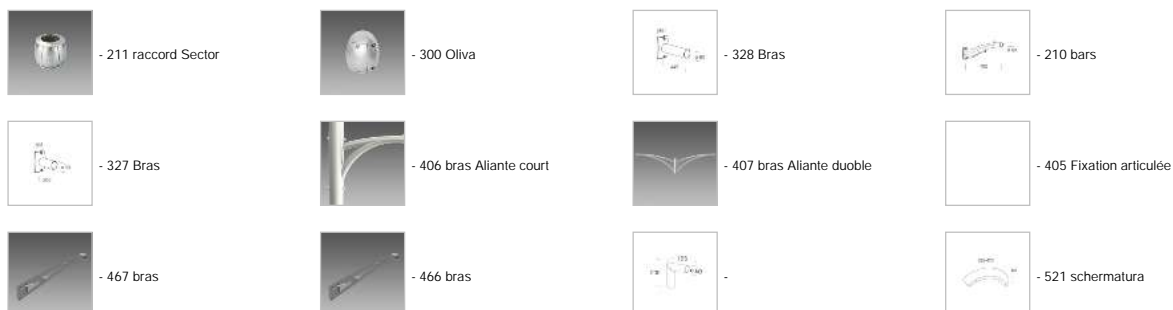 - 211 raccord Sector
- 300 Oliva
- 328 Bras
- 210 bars
- 327 Bras
- 406 bras Aliante court
- 407 bras Aliante duoble
- 405 Fixation articulée
- 467 bras
- 466 bras
-
- 521 schermatura